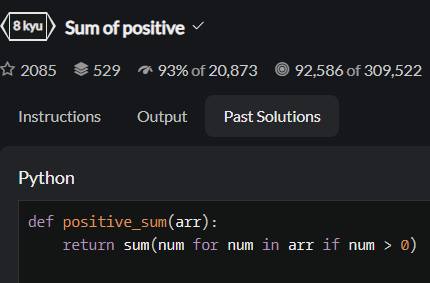 8 kyu Sum of positive
2085 529 93% of 20,873 92,586 of 309,522
Instructions Output Past Solutions
Python
def positive_sum(arr):
    return sum(num for num in arr if num > 0)